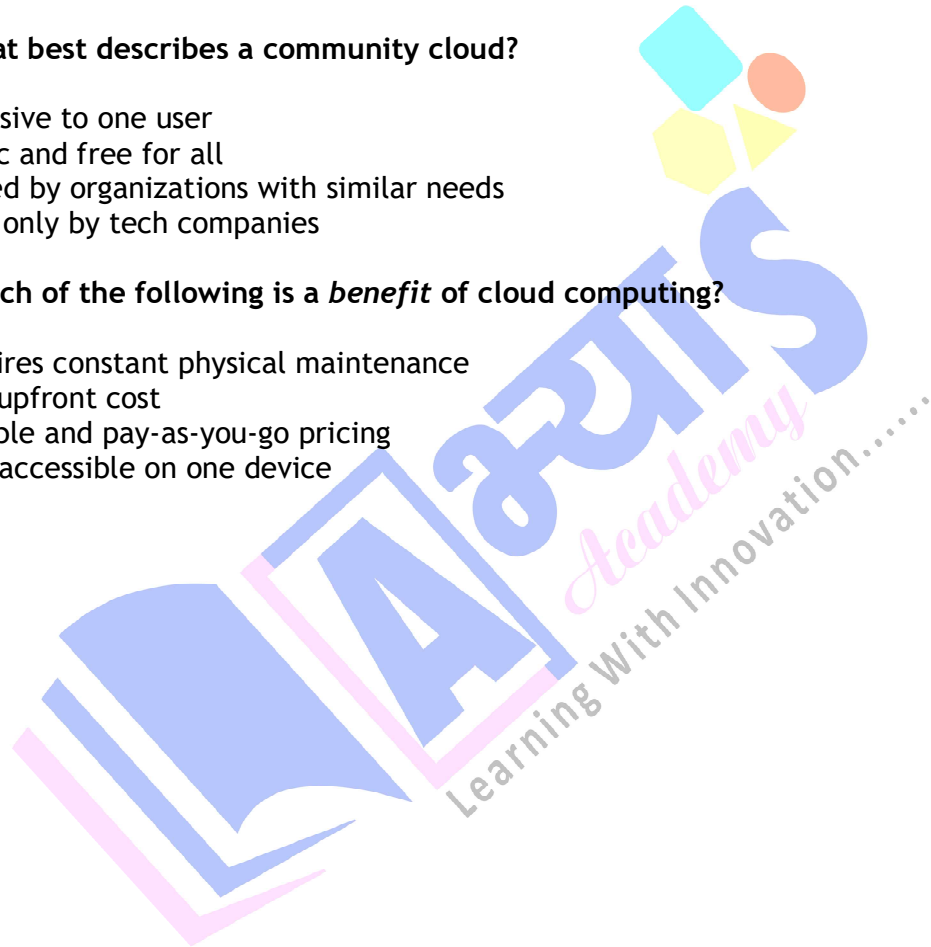 at best describes a community cloud?
sive to one user
c and free for all
ed by organizations with similar needs
only by tech companies
ch of the following is a benefit of cloud computing?
ires constant physical maintenance
upfront cost
ble and pay-as-you-go pricing
accessible on one device
A भ्यास
Academy
Learning With Innovation.....